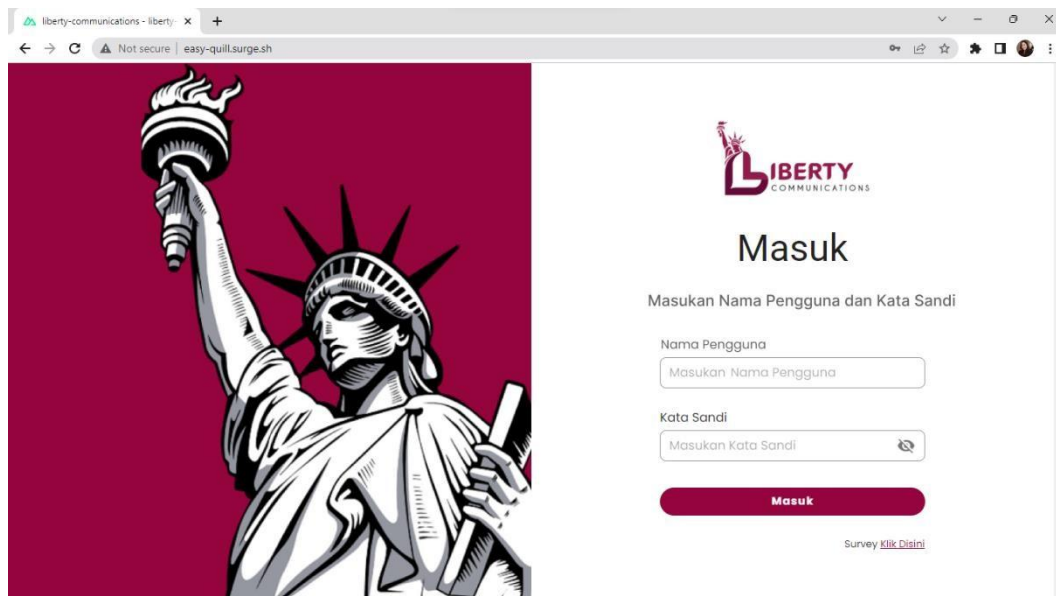 liberty-communications - liberty-
Not secure easy-quill.surge.sh
LIBERTY
COMMUNICATIONS
Masuk
Masukan Nama Pengguna dan Kata Sandi
Nama Pengguna
Masukan Nama Pengguna
Kata Sandi
Masukan Kata Sandi
Masuk
Survey Klik Disini